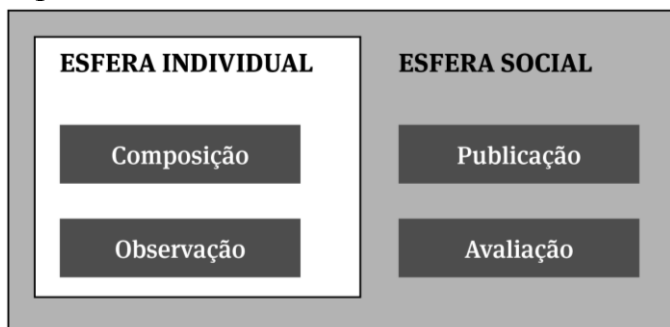 ESFERA INDIVIDUAL
Composição
Observação
ESFERA SOCIAL
Publicação
Avaliação